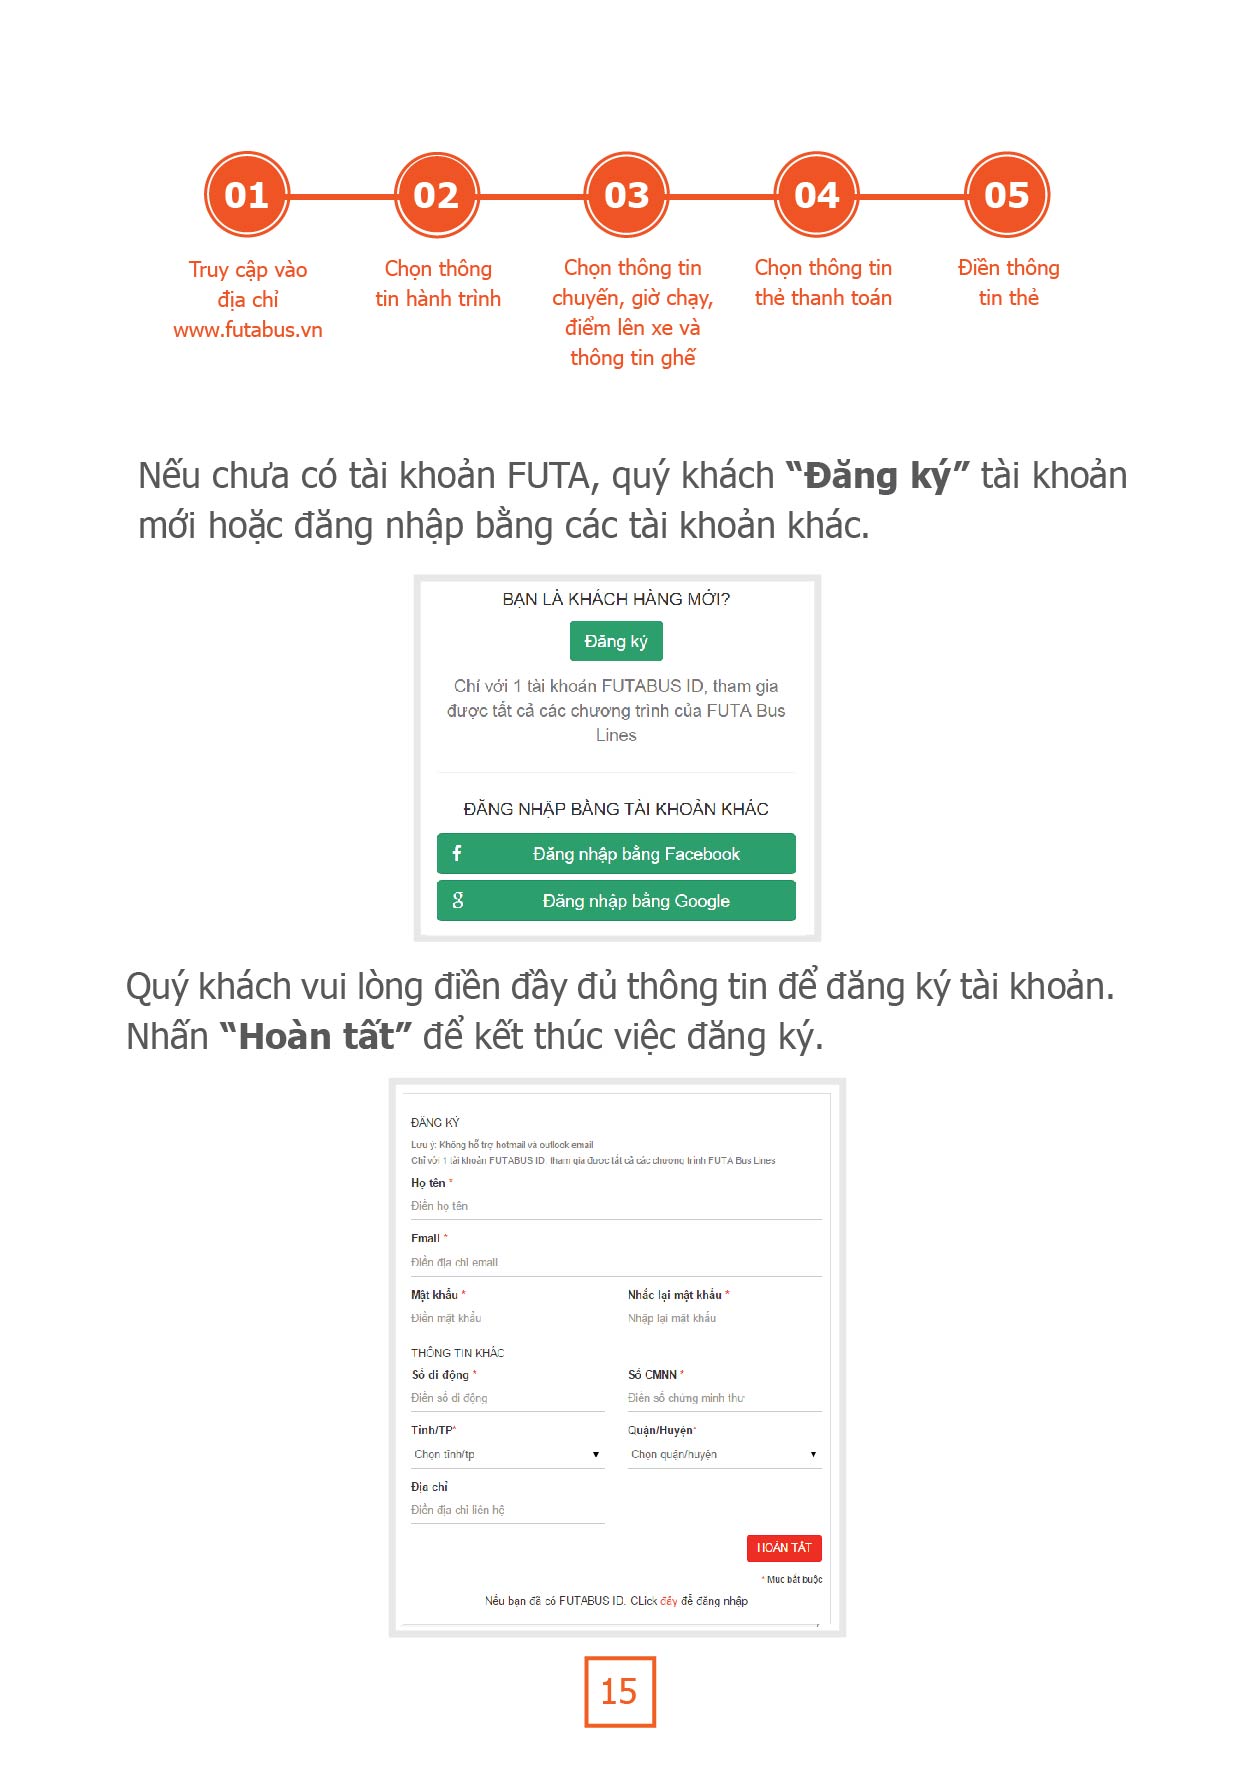 01
02
03
04
05
Truy cập vào
địa chỉ
www.futabus.vn
Chọn thông
tin hành trình
Chọn thông tin
chuyến, giờ chạy,
điểm lên xe và
thông tin ghế
Chọn thông tin
thẻ thanh toán
Điền thông
tin thẻ
Nếu chưa có tài khoản FUTA, quý khách “Đăng ký” tài khoản
mới hoặc đăng nhập bằng các tài khoản khác.
BẠN LÀ KHÁCH HÀNG MỚI?
Đăng ký
Chỉ với 1 tài khoản FUTABUS ID, tham gia
được tất cả các chương trình của FUTA Bus
Lines
ĐĂNG NHẬP BẰNG TÀI KHOẢN KHÁC
Đăng nhập bằng Facebook
Đăng nhập bằng Google
Quý khách vui lòng điền đầy đủ thông tin để đăng ký tài khoản.
Nhấn “Hoàn tất” để kết thúc việc đăng ký.
ĐĂNG KÝ
Lưu ý: Không hỗ trợ hotmail và outlook email
Chỉ với 1 tài khoản FUTABUS ID, tham gia được tất cả các chương trình FUTA Bus Lines
Họ tên *
Điền họ tên
Email *
Điền địa chỉ email
Mật khẩu *
Nhắc lại mật khẩu *
Điền mật khẩu
Nhập lại mật khẩu
THÔNG TIN KHÁC
Số di động *
Số CMNN *
Điền số di động
Điền số chứng minh thư
Tỉnh/TP*
Quận/Huyện*
Chọn tỉnh/tp
Chọn quận/huyện
Địa chỉ
Điền địa chỉ liên hệ
HOÀN TẤT
* Mục bắt buộc
Nếu bạn đã có FUTABUS ID. CLick đây để đăng nhập
15